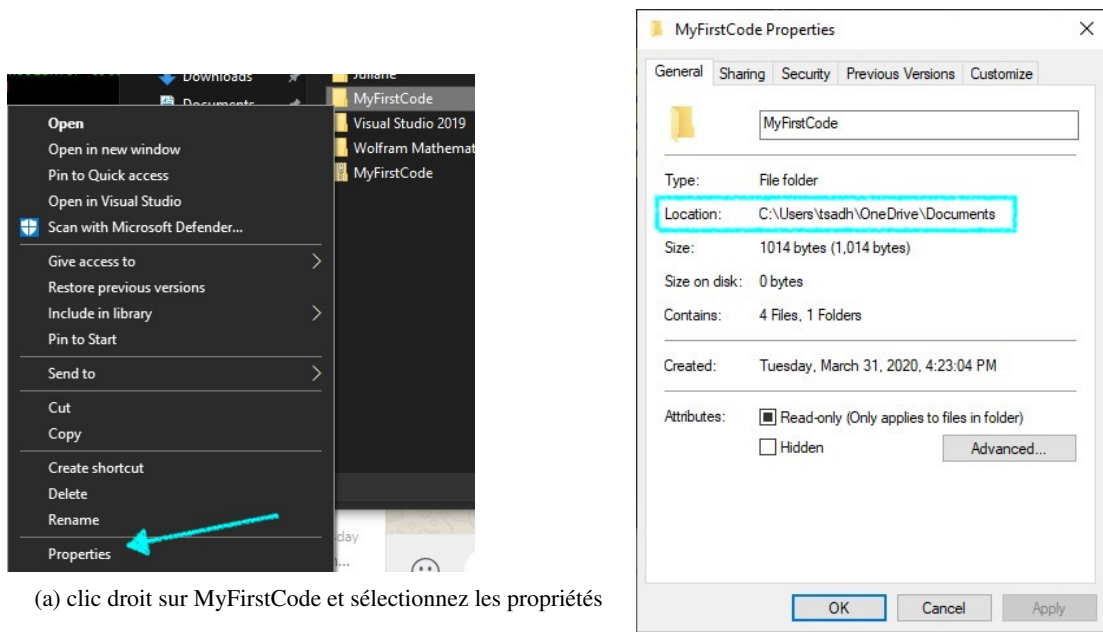 Downloads
Juliane
Documents
MyFirstCode
Visual Studio 2019
Wolfram Mathemat
MyFirstCode
Open
Open in new window
Pin to Quick access
Open in Visual Studio
Scan with Microsoft Defender...
Give access to
Restore previous versions
Include in library
Pin to Start
Send to
Cut
Copy
Create shortcut
Delete
Rename
Properties
day
(a) clic droit sur MyFirstCode et sélectionnez les propriétés
MyFirstCode Properties
General Sharing Security Previous Versions Customize
MyFirstCode
Type: File folder
Location: C:\Users\tsadh\OneDrive\Documents
Size: 1014 bytes (1,014 bytes)
Size on disk: 0 bytes
Contains: 4 Files, 1 Folders
Created: Tuesday, March 31, 2020, 4:23:04 PM
Attributes: Read-only (Only applies to files in folder)
Hidden Advanced...
OK Cancel Apply